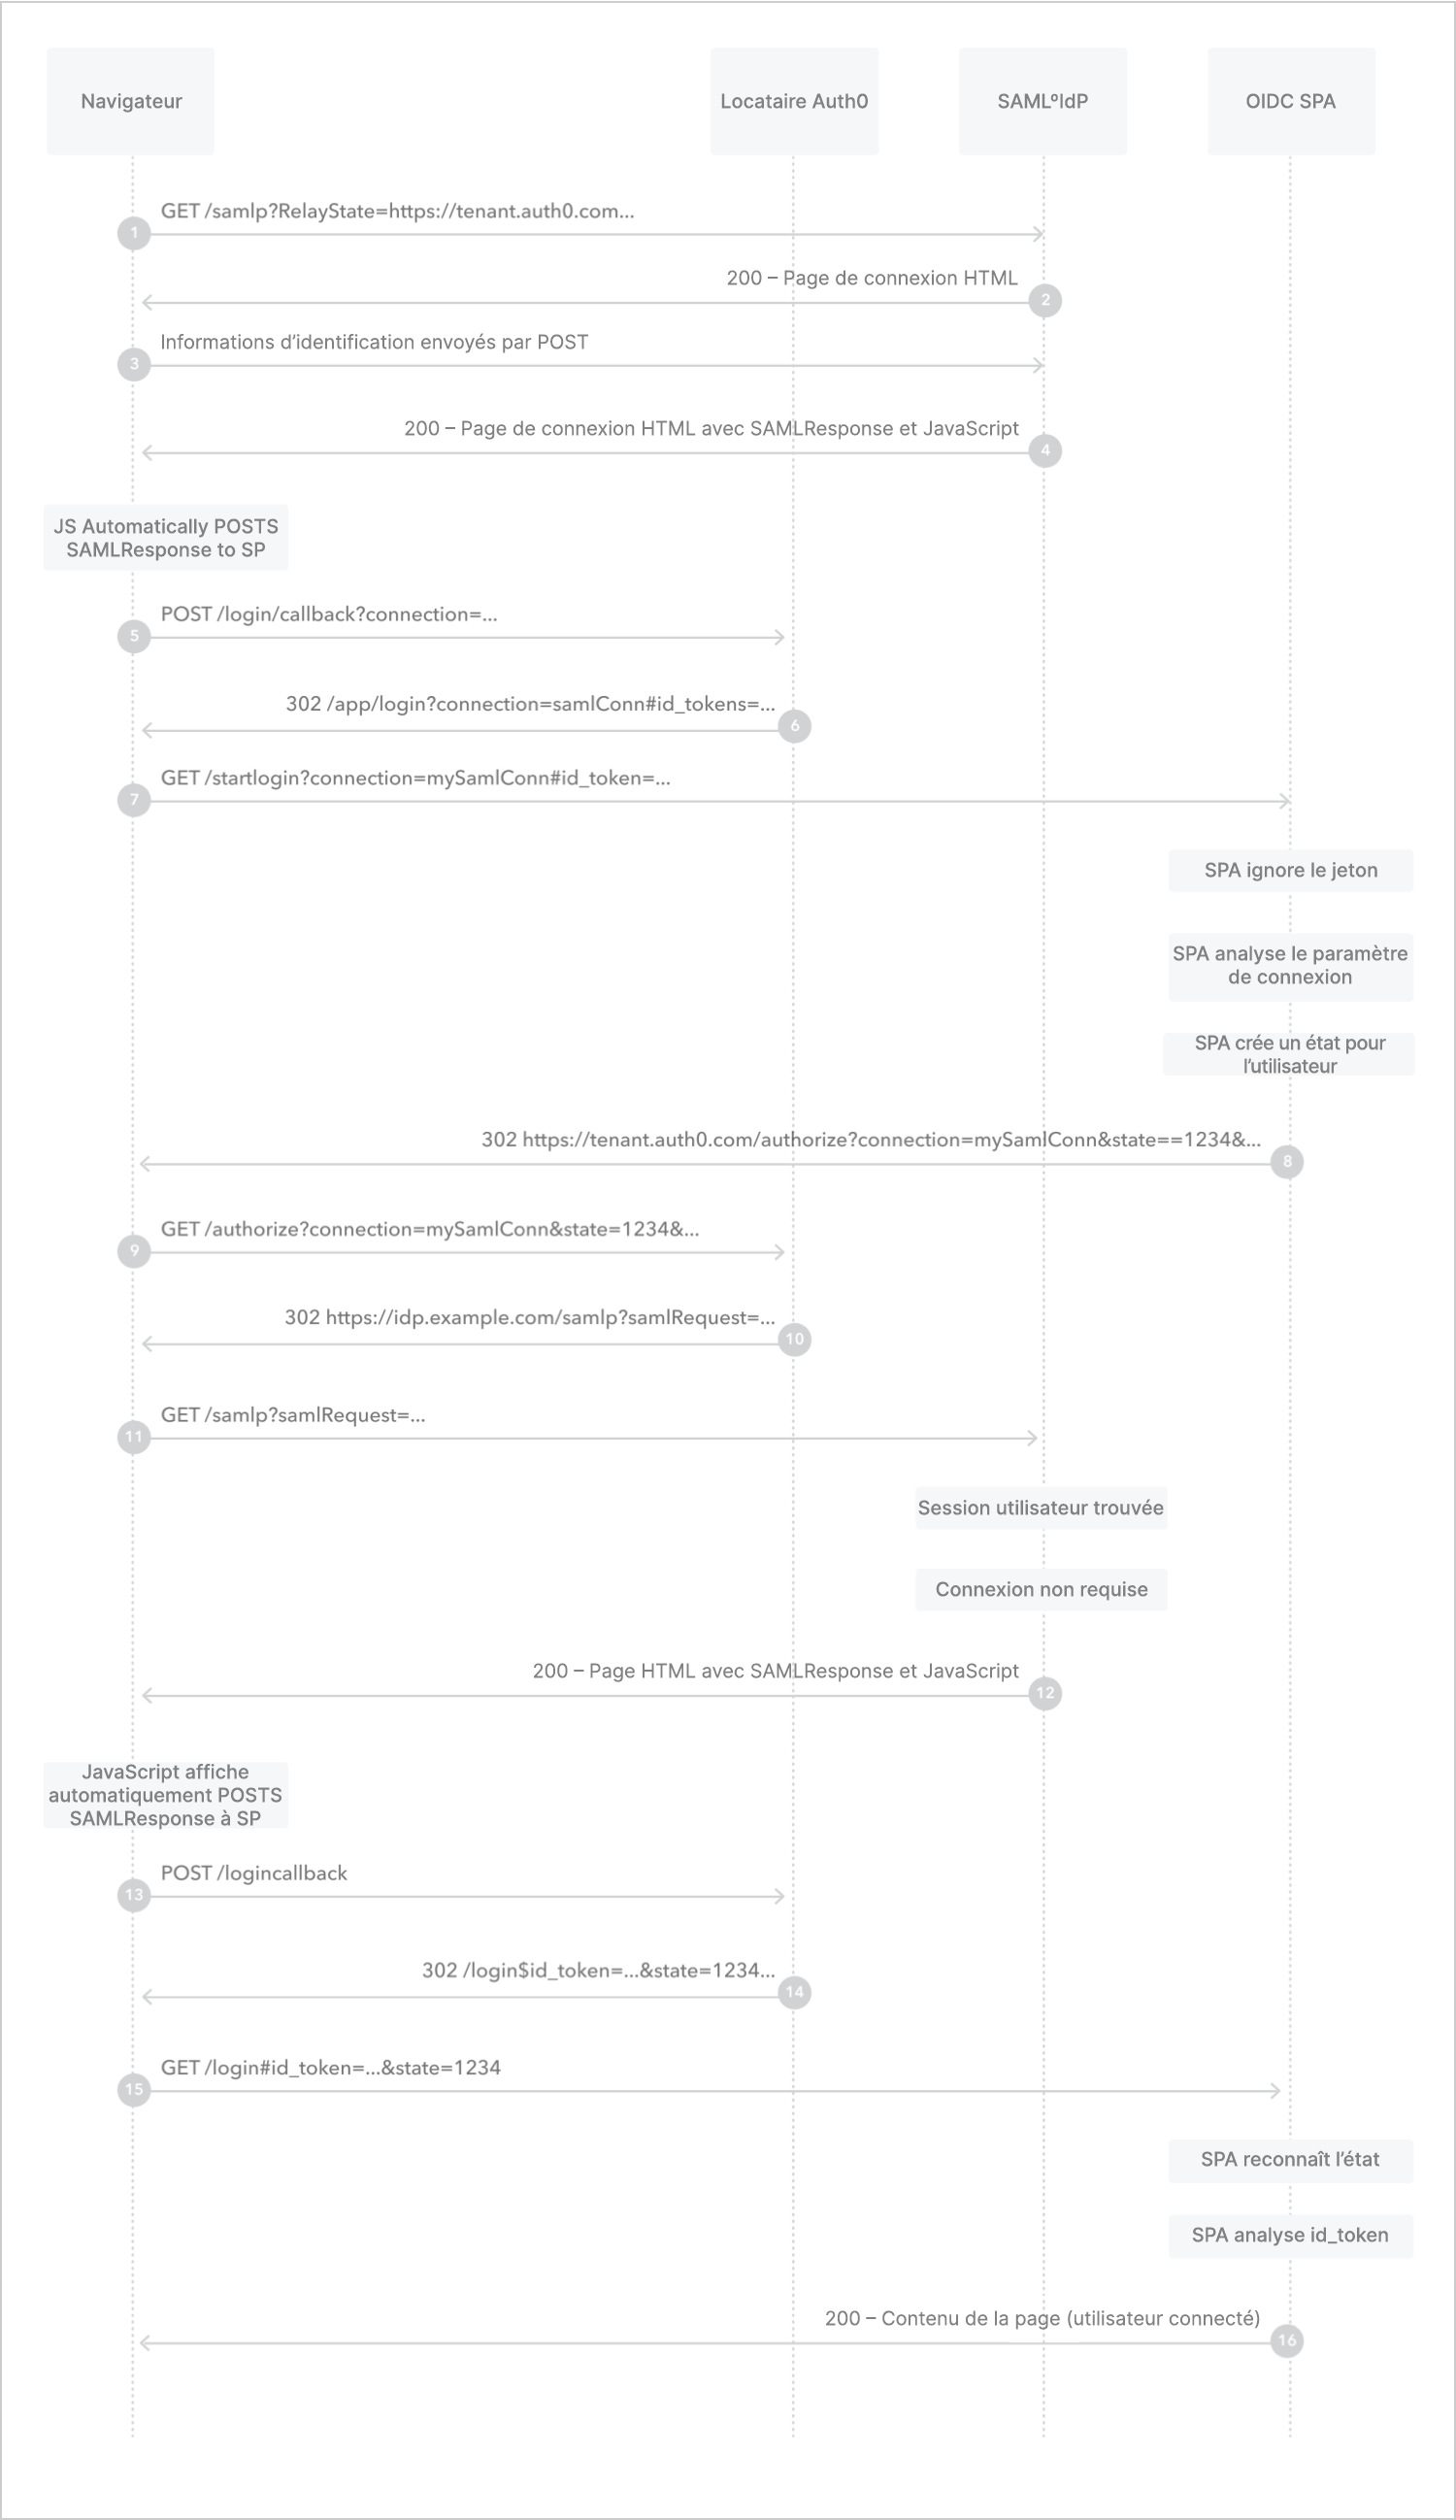 Navigateur
Locataire Auth0
SAML°IdP
OIDC SPA
GET /samlp?RelayState=https://tenant.auth0.com...
1
200 – Page de connexion HTML
2
Informations d’identification envoyés par POST
3
200 – Page de connexion HTML avec SAMLResponse et JavaScript
4
JS Automatically POSTS
SAMLResponse to SP
POST /login/callback?connection=...
5
302 /app/login?connection=samlConn#id_tokens=...
6
GET /startlogin?connection=mySamlConn#id_token=...
7
SPA ignore le jeton
SPA analyse le paramètre
de connexion
SPA crée un état pour
l’utilisateur
302 https://tenant.auth0.com/authorize?connection=mySamlConn&state==1234&...
8
GET /authorize?connection=mySamlConn&state=1234&...
9
302 https://idp.example.com/samlp?samlRequest=...
10
GET /samlp?samlRequest=...
11
Session utilisateur trouvée
Connexion non requise
200 – Page HTML avec SAMLResponse et JavaScript
12
JavaScript affiche
automatiquement POSTS
SAMLResponse à SP
POST /logincallback
13
302 /login$id_token=...&state=1234...
14
GET /login#id_token=...&state=1234
15
SPA reconnaît l’état
SPA analyse id_token
200 – Contenu de la page (utilisateur connecté)
16